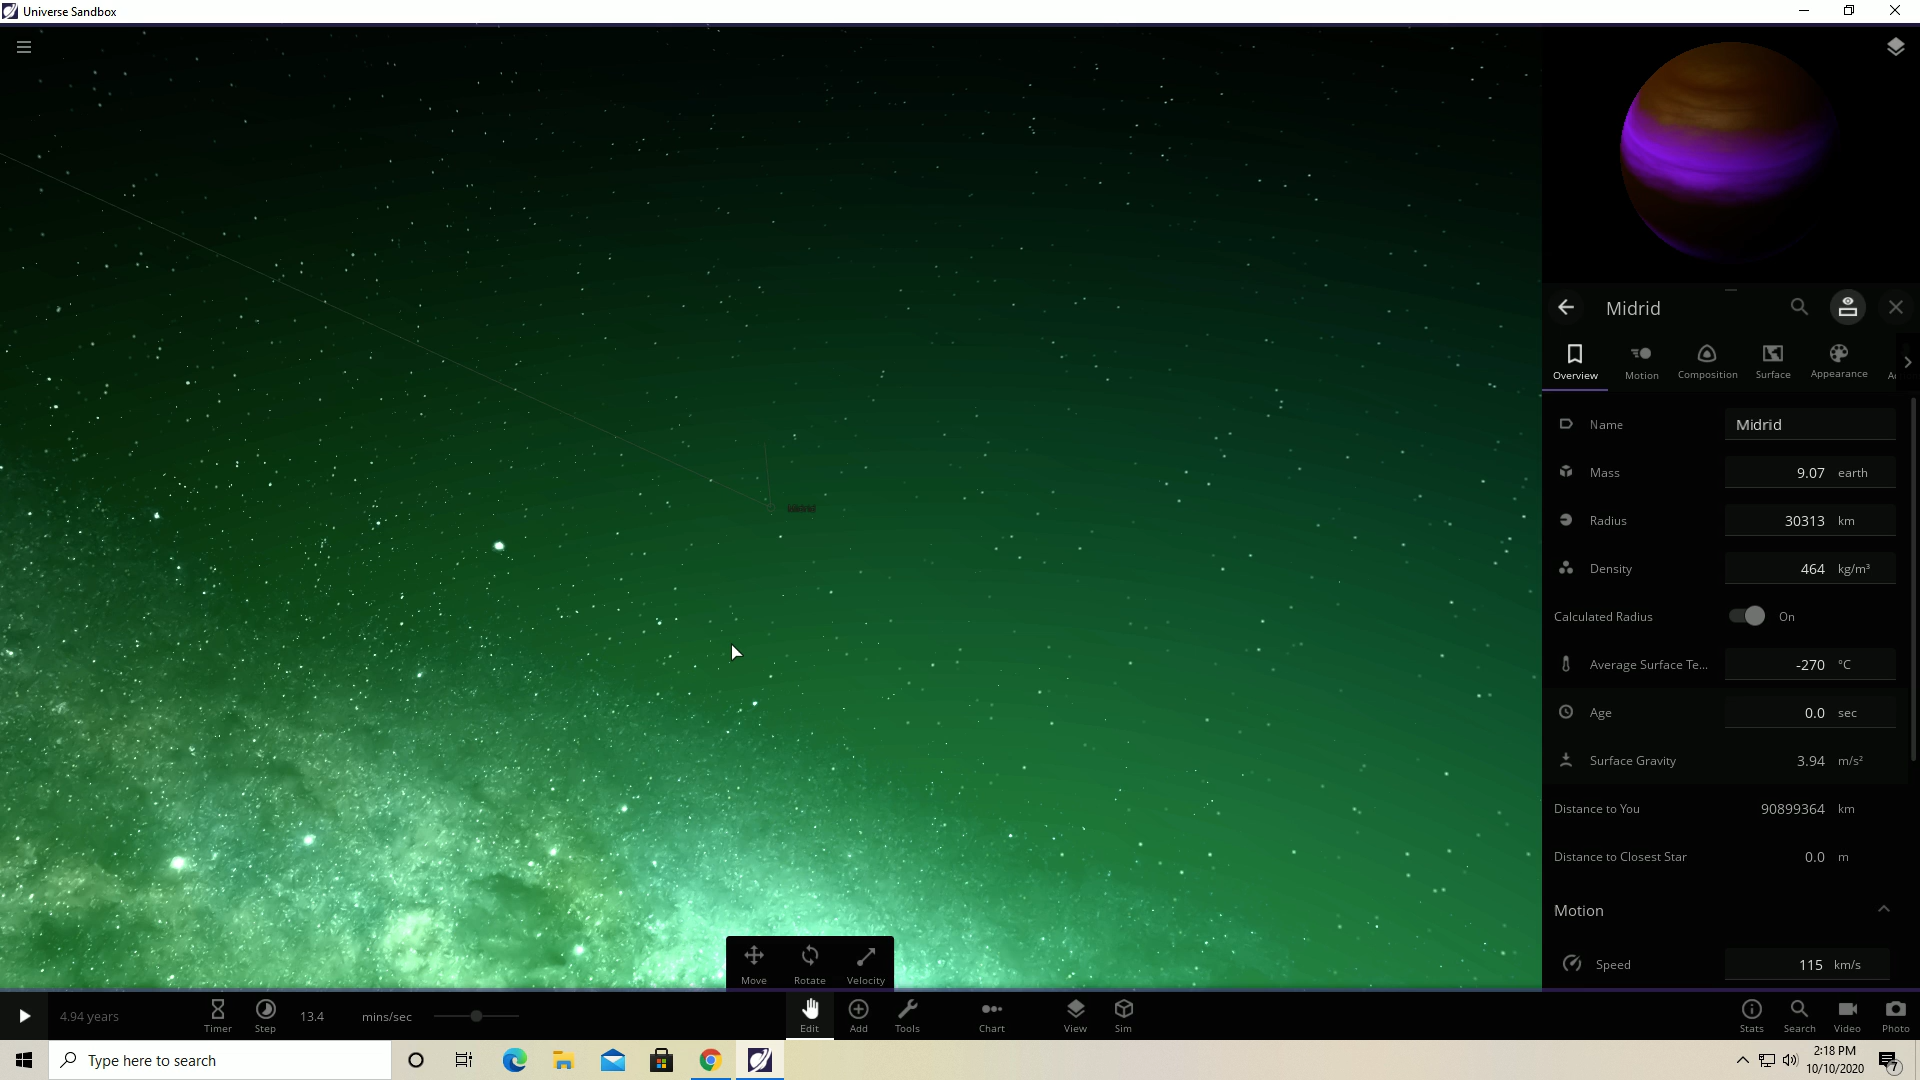 Universe Sandbox
Midrid
Overview
Motion
Composition
Surface
Appearance
Name
Midrid
Mass
9.07 earth
Radius
30313 km
Density
464 kg/m³
Calculated Radius
On
Average Surface Te...
-270 °C
Age
0.0 sec
Surface Gravity
3.94 m/s²
Distance to You
90899364 km
Distance to Closest Star
0.0 m
Motion
Speed
115 km/s
Move
Rotate
Velocity
4.94 years
Timer
Step
13.4 mins/sec
Edit
Add
Tools
Chart
View
Sim
Stats
Search
Video
Photo
Type here to search
2:18 PM
10/10/2020
7